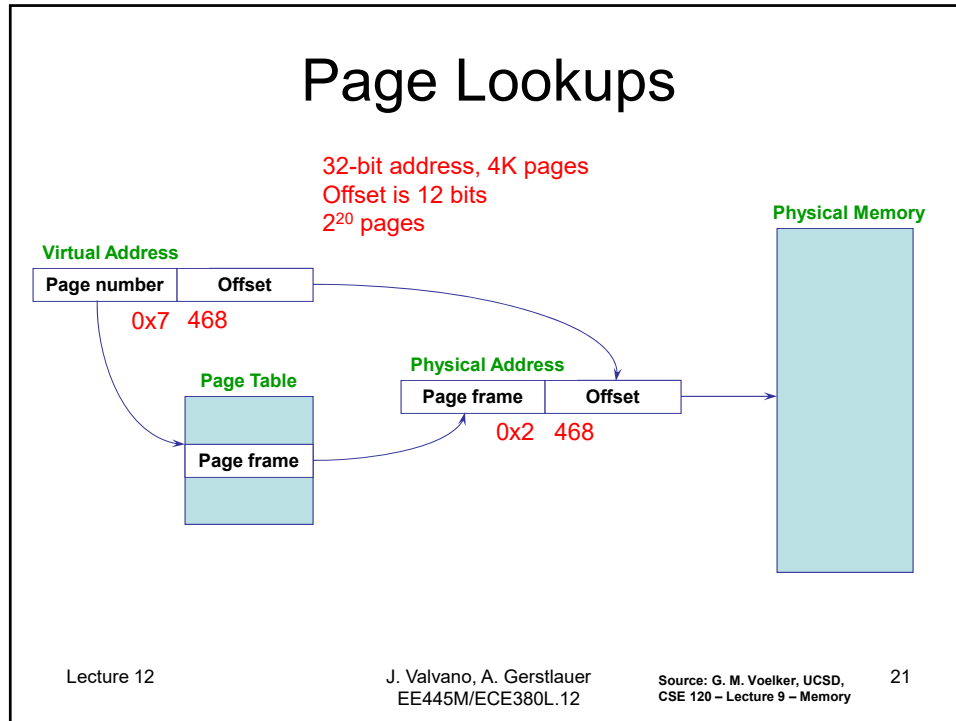 Page Lookups
32-bit address, 4K pages
Offset is 12 bits
2²⁰ pages
Physical Memory
Virtual Address
Page number Offset
0x7 468
Physical Address
Page Table
Page frame Offset
0x2 468
Page frame
Lecture 12
J. Valvano, A. Gerstlauer
EE445M/ECE380L.12
Source: G. M. Voelker, UCSD,
CSE 120 – Lecture 9 – Memory
21